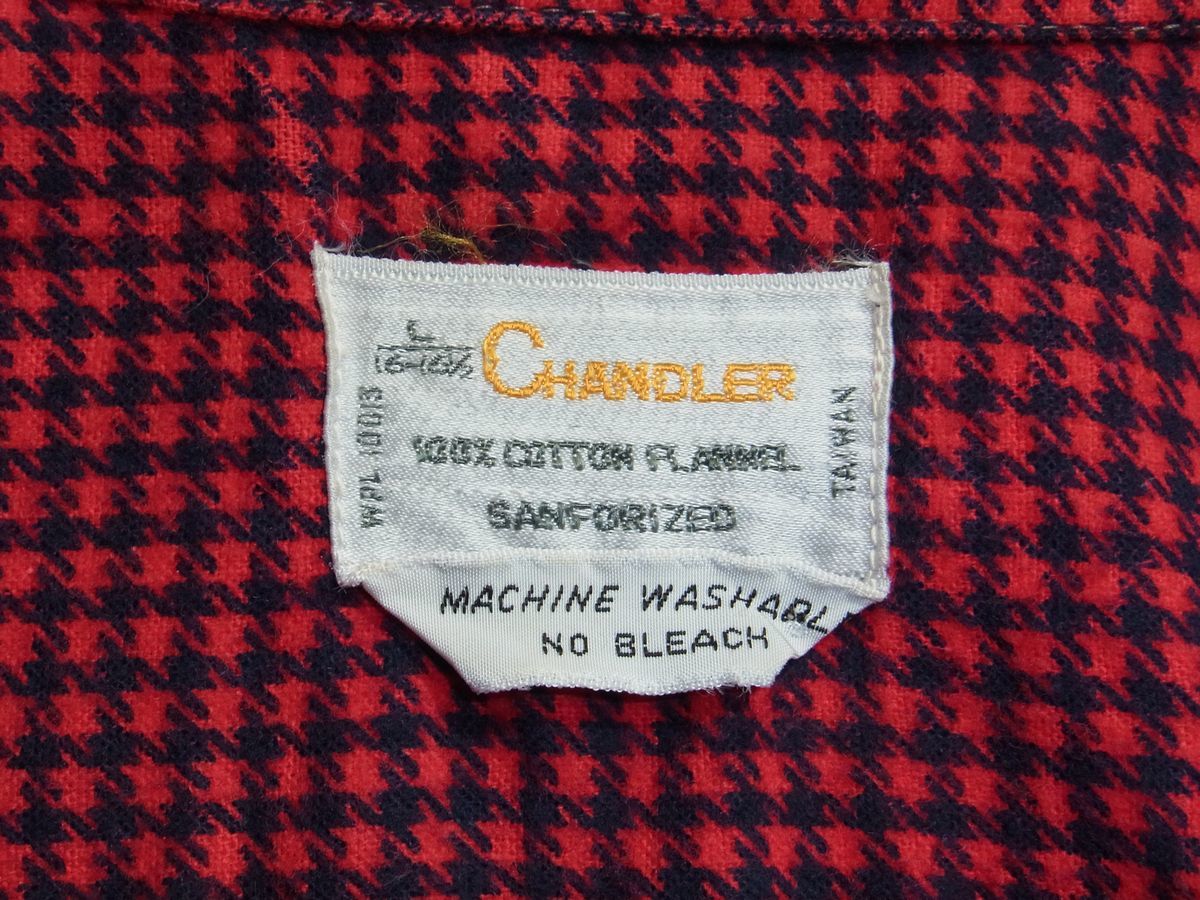 L
16-16½
CHANDLER
WPL 10013
100% COTTON FLANNEL
TAIWAN
SANFORIZED
MACHINE WASHABL
NO BLEACH